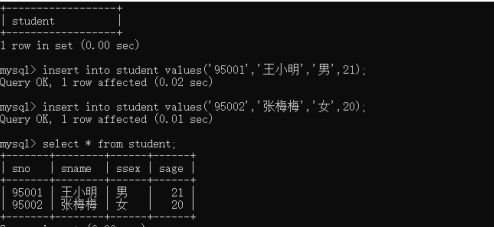 +------------------+
| student          |
+------------------+
1 row in set (0.00 sec)
mysql> insert into student values('95001','王小明','男',21);
Query OK, 1 row affected (0.02 sec)
mysql> insert into student values('95002','张梅梅','女',20);
Query OK, 1 row affected (0.01 sec)
mysql> select * from student;
+-------+--------+------+------+
| sno   | sname  | ssex | sage |
+-------+--------+------+------+
| 95001 | 王小明 | 男   |   21 |
| 95002 | 张梅梅 | 女   |   20 |
+-------+--------+------+------+